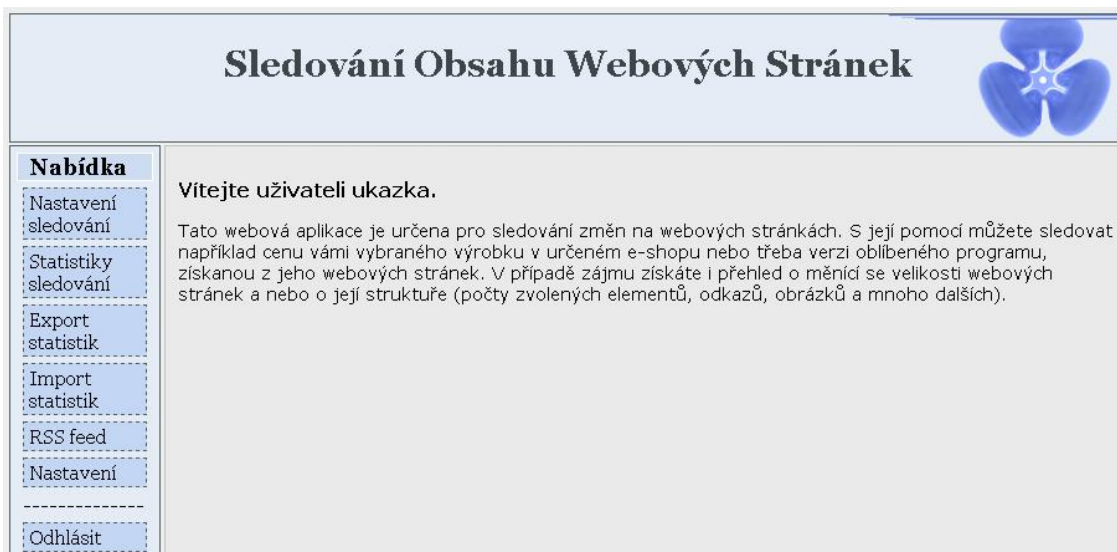 Sledování Obsahu Webových Stránek
Nabídka
Nastavení
sledování
Statistiky
sledování
Export
statistik
Import
statistik
RSS feed
Nastavení
--------------
Odhlásit
Vítejte uživateli ukazka.
Tato webová aplikace je určena pro sledování změn na webových stránkách. S její pomocí můžete sledovat
například cenu vámi vybraného výrobku v určeném e-shopu nebo třeba verzi oblíbeného programu,
získanou z jeho webových stránek. V případě zájmu získáte i přehled o měnící se velikosti webových
stránek a nebo o její struktuře (počty zvolených elementů, odkazů, obrázků a mnoho dalších).